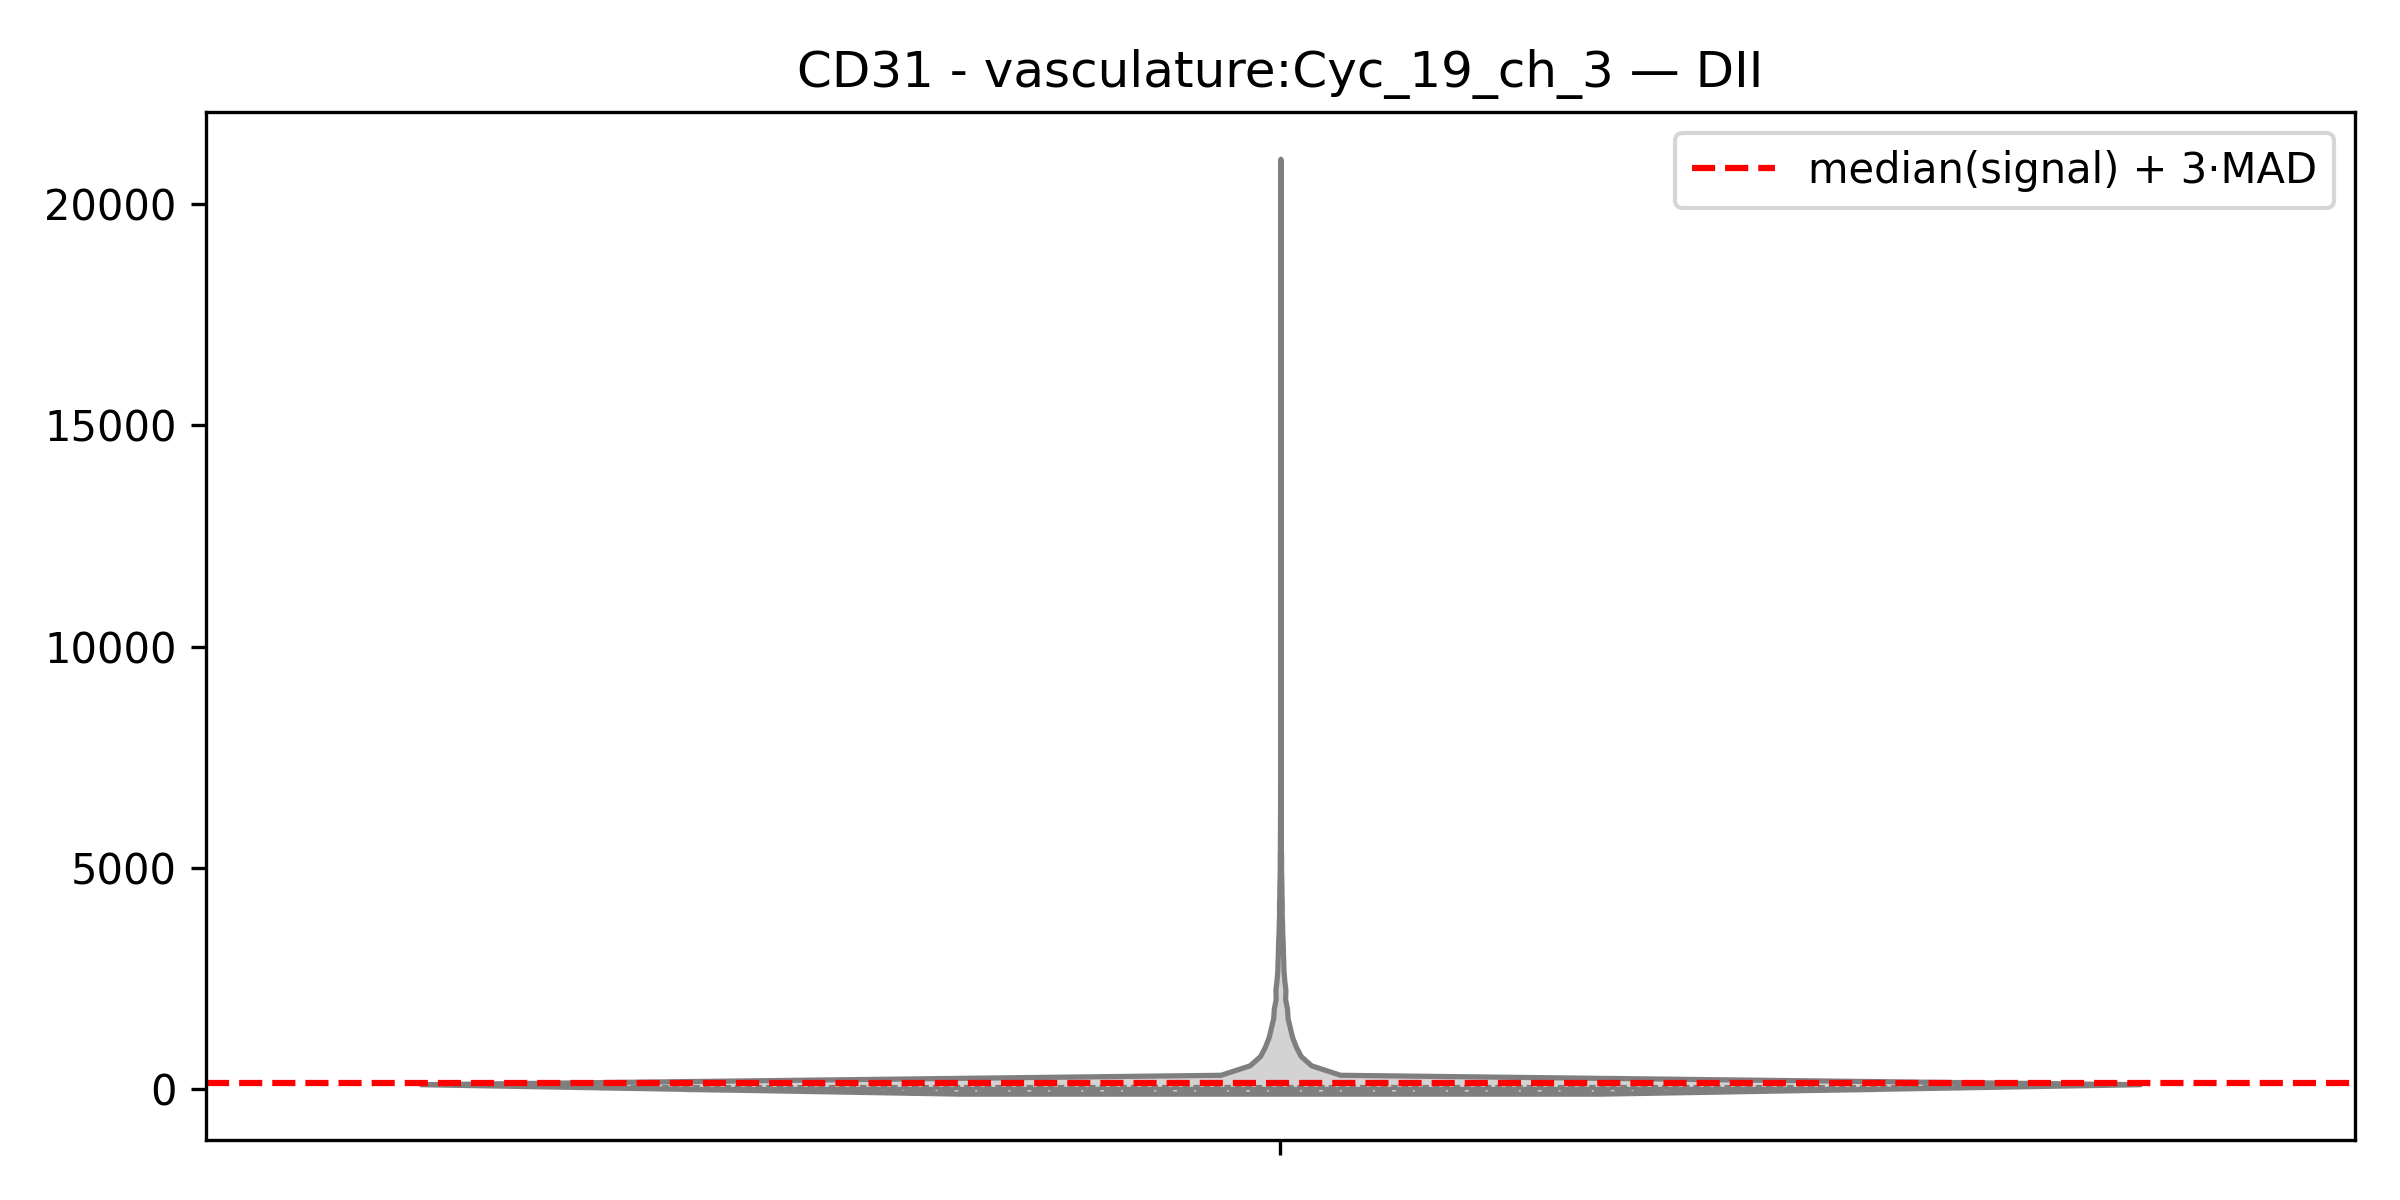 CD31 - vasculature:Cyc_19_ch_3 — DII
median(signal) + 3·MAD
20000
15000
10000
5000
0